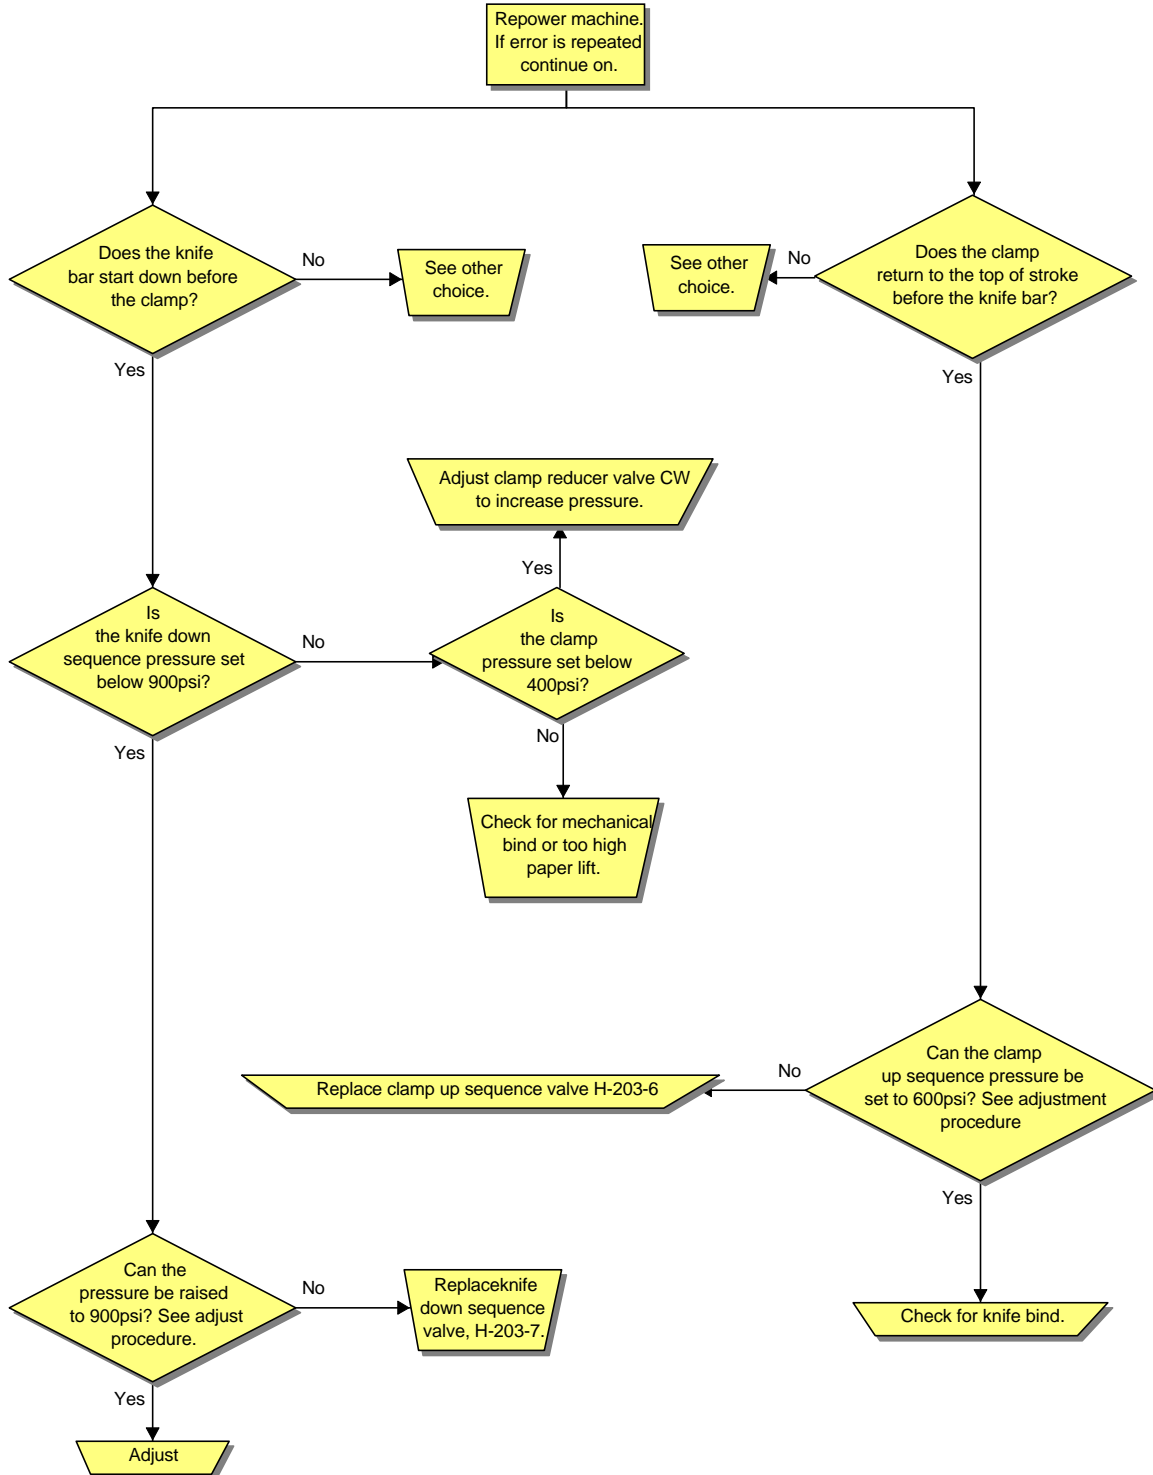 Repower machine.
If error is repeated
continue on.
Does the knife
bar start down before
the clamp?
No
See other
choice.
See other
choice.
No
Does the clamp
return to the top of stroke
before the knife bar?
Yes
Yes
Adjust clamp reducer valve CW
to increase pressure.
Yes
Is
the knife down
sequence pressure set
below 900psi?
No
Is
the clamp
pressure set below
400psi?
Yes
No
Check for mechanical
bind or too high
paper lift.
Replace clamp up sequence valve H-203-6
No
Can the clamp
up sequence pressure be
set to 600psi? See adjustment
procedure
Yes
Can the
pressure be raised
to 900psi? See adjust
procedure.
No
Replaceknife
down sequence
valve, H-203-7.
Check for knife bind.
Yes
Adjust